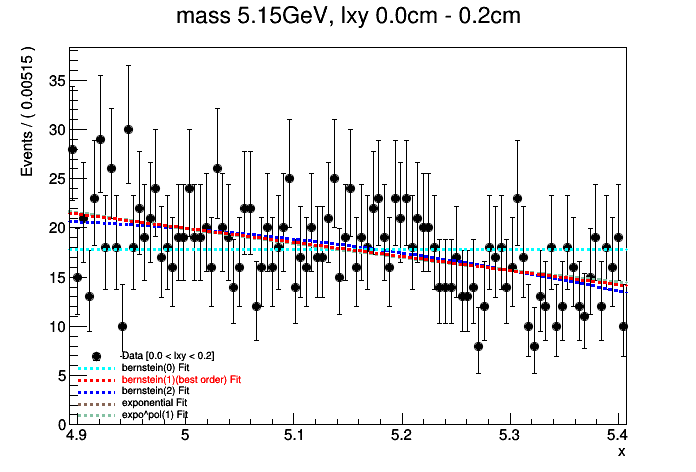 mass 5.15GeV, lxy 0.0cm - 0.2cm
Events / ( 0.00515 )
35
30
25
20
15
10
5
0
Data [0.0 < lxy < 0.2]
bernstein(0) Fit
bernstein(1)(best order) Fit
bernstein(2) Fit
exponential Fit
expo^pol(1) Fit
4.9 5 5.1 5.2 5.3 5.4
x